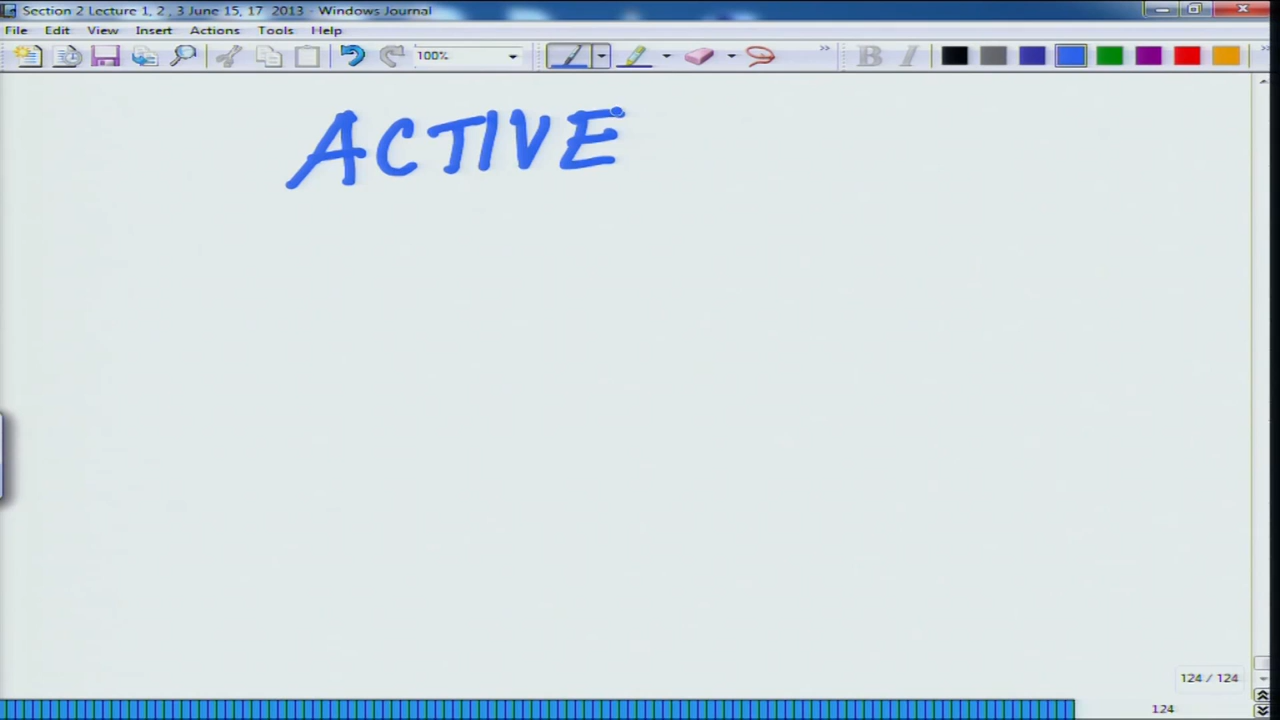 Section 2 Lecture 1, 2 , 3 June 15, 17 2013 - Windows Journal
File Edit View Insert Actions Tools Help
100% B I
ACTIVE
124 / 124
124